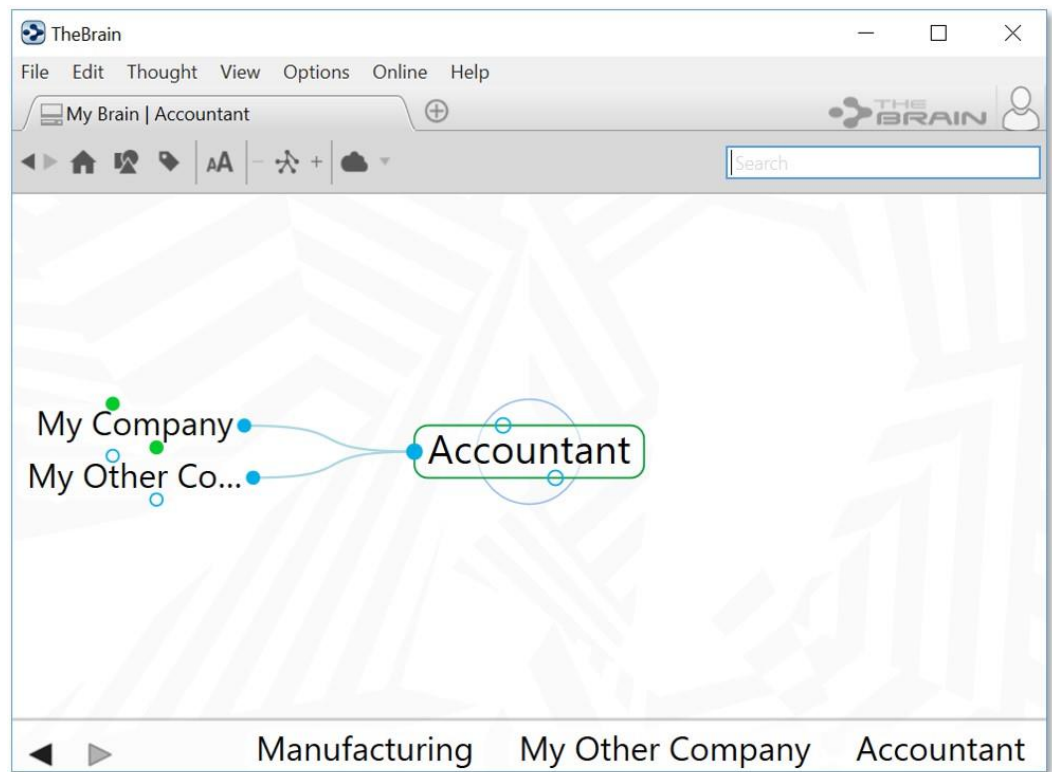 TheBrain
File Edit Thought View Options Online Help
My Brain | Accountant
THE BRAIN
AA
Search
My Company
Accountant
My Other Co...
Manufacturing My Other Company Accountant